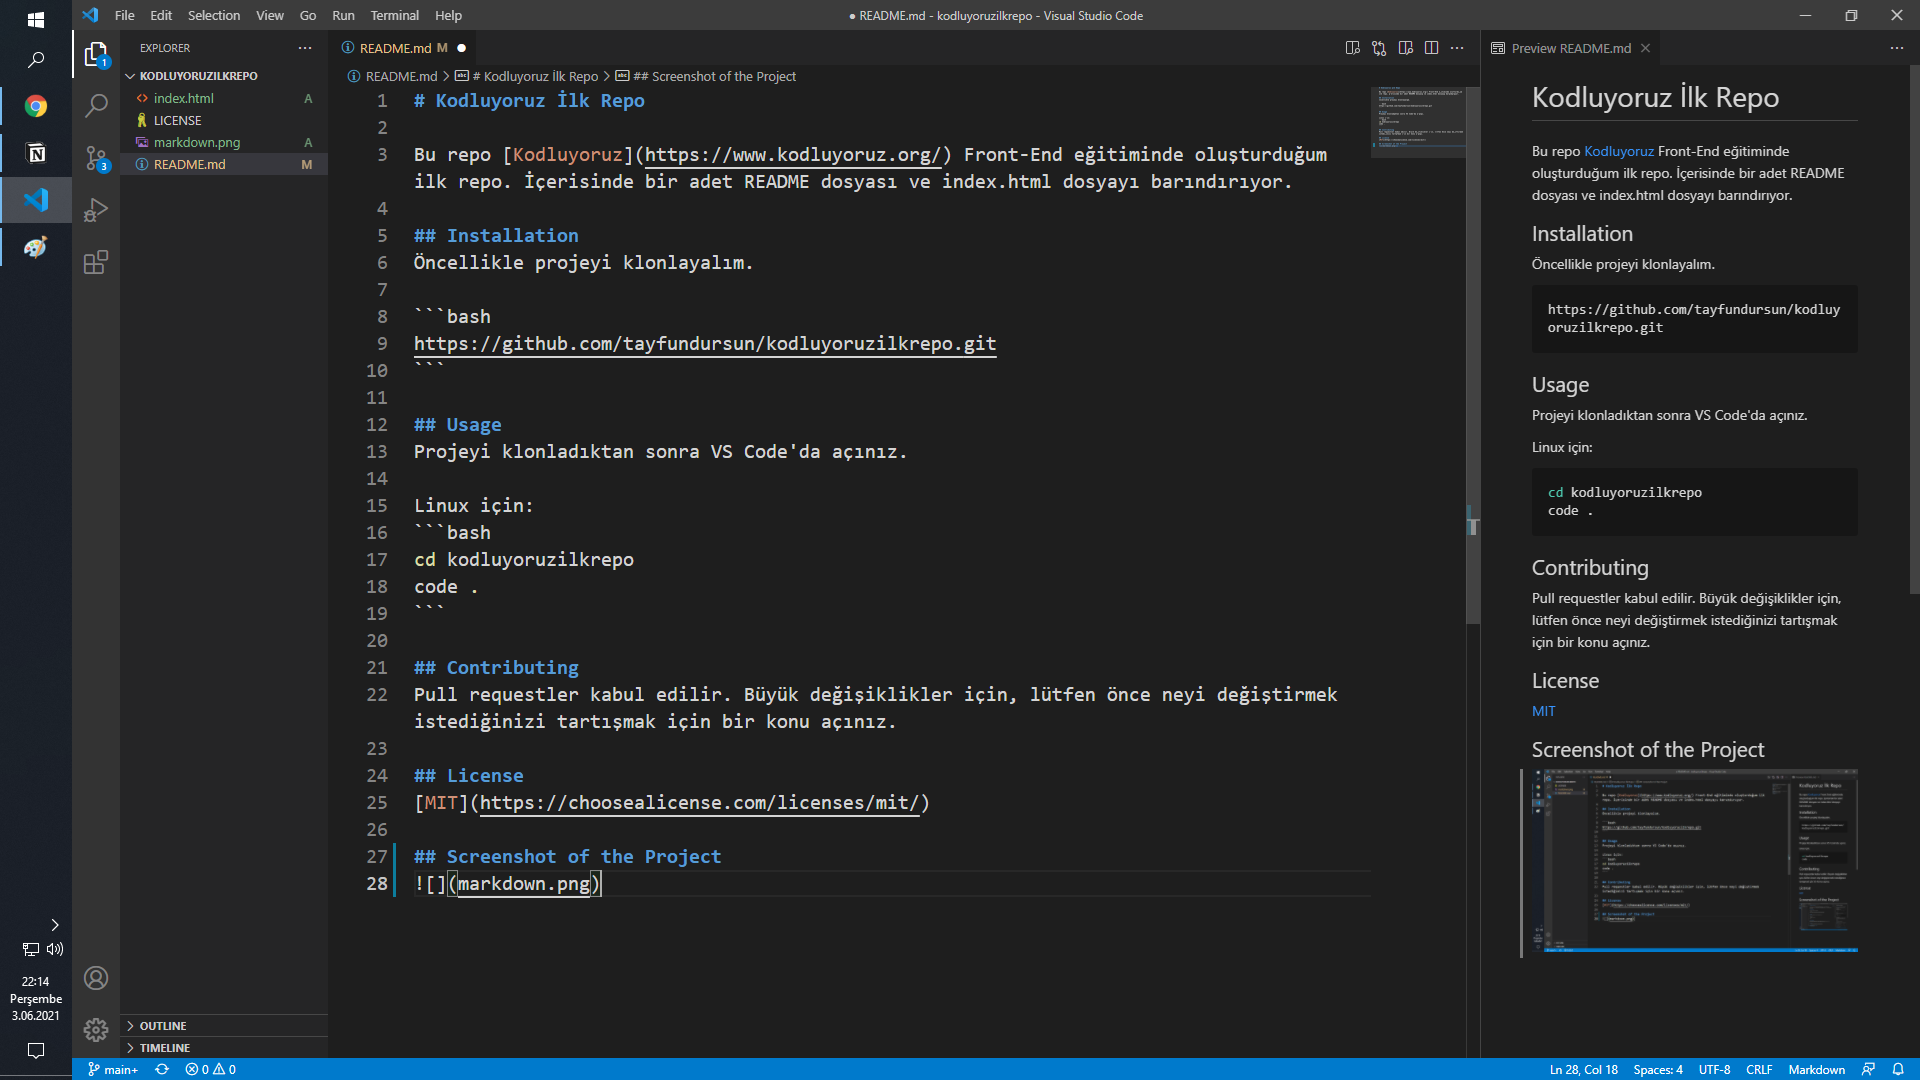 File Edit Selection View Go Run Terminal Help
● README.md - kodluyoruzilkrepo - Visual Studio Code
EXPLORER
KODLUYORUZILKREPO
index.html A
LICENSE
markdown.png A
README.md M
OUTLINE
TIMELINE
1
3
README.md M
README.md > # Kodluyoruz İlk Repo > ## Screenshot of the Project
1 # Kodluyoruz İlk Repo
2
3 Bu repo [Kodluyoruz](https://www.kodluyoruz.org/) Front-End eğitiminde oluşturduğum
ilk repo. İçerisinde bir adet README dosyası ve index.html dosyayı barındırıyor.
4
5 ## Installation
6 Öncellikle projeyi klonlayalım.
7
8 ```bash
9 https://github.com/tayfundursun/kodluyoruzilkrepo.git
10 ```
11
12 ## Usage
13 Projeyi klonladıktan sonra VS Code'da açınız.
14
15 Linux için:
16 ```bash
17 cd kodluyoruzilkrepo
18 code .
19 ```
20
21 ## Contributing
22 Pull requestler kabul edilir. Büyük değişiklikler için, lütfen önce neyi değiştirmek
istediğinizi tartışmak için bir konu açınız.
23
24 ## License
25 [MIT](https://choosealicense.com/licenses/mit/)
26
27 ## Screenshot of the Project
28 ![](markdown.png)
Preview README.md
Kodluyoruz İlk Repo
Bu repo Kodluyoruz Front-End eğitiminde
oluşturduğum ilk repo. İçerisinde bir adet README
dosyası ve index.html dosyayı barındırıyor.
Installation
Öncellikle projeyi klonlayalım.
https://github.com/tayfundursun/kodluy
oruzilkrepo.git
Usage
Projeyi klonladıktan sonra VS Code'da açınız.
Linux için:
cd kodluyoruzilkrepo
code .
Contributing
Pull requestler kabul edilir. Büyük değişiklikler için,
lütfen önce neyi değiştirmek istediğinizi tartışmak
için bir konu açınız.
License
MIT
Screenshot of the Project
22:14
Perşembe
3.06.2021
main+ 0 0
Ln 28, Col 18 Spaces: 4 UTF-8 CRLF Markdown